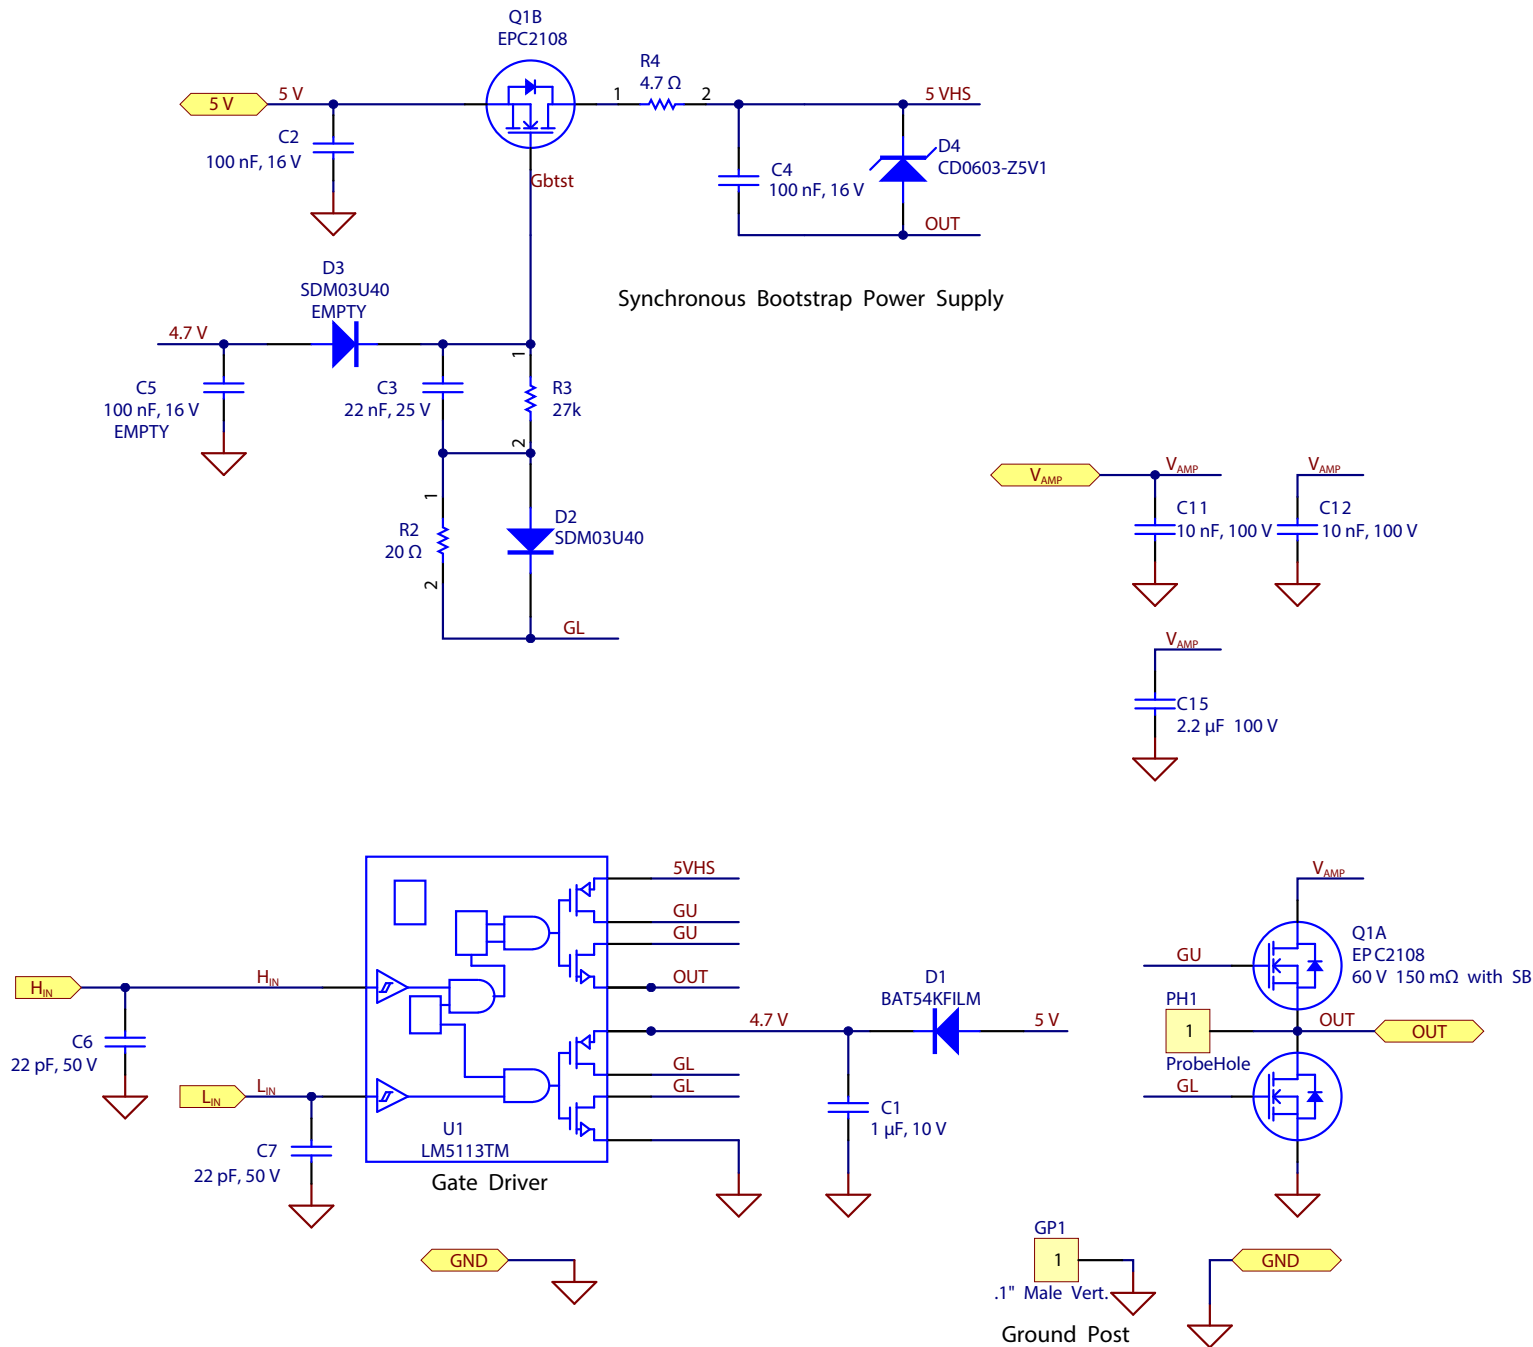 Q1B
EPC2108
R4
4.7 Ω
1
2
5 V
5 V
5 VHS
C2
100 nF, 16 V
Gbtst
C4
100 nF, 16 V
D4
CD0603-Z5V1
OUT
D3
SDM03U40
EMPTY
Synchronous Bootstrap Power Supply
4.7 V
1
C5
100 nF, 16 V
EMPTY
C3
22 nF, 25 V
R3
27k
2
1
R2
20 Ω
2
D2
SDM03U40
GL
VAMP
VAMP
VAMP
C11
10 nF, 100 V
C12
10 nF, 100 V
VAMP
C15
2.2 µF 100 V
5VHS
GU
GU
OUT
4.7 V
GL
GL
HIN
HIN
C6
22 pF, 50 V
LIN
LIN
C7
22 pF, 50 V
U1
LM5113TM
Gate Driver
D1
BAT54KFILM
5 V
C1
1 µF, 10 V
VAMP
Q1A
EPC2108
60 V 150 mΩ with SB
GU
PH1
1
ProbeHole
OUT
OUT
GL
GND
GP1
1
.1" Male Vert.
Ground Post
GND